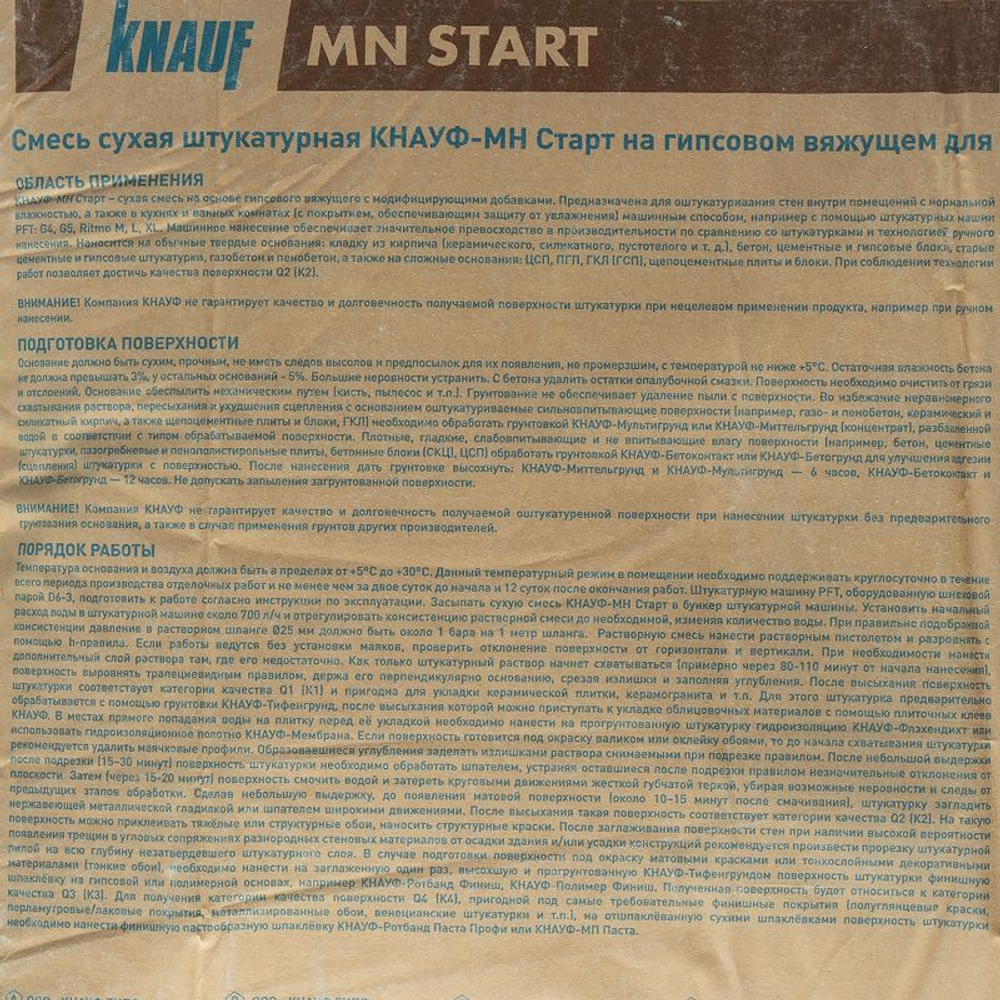 KNAUF MN START
Смесь сухая штукатурная КНАУФ-МН Старт на гипсовом вяжущем для
ОБЛАСТЬ ПРИМЕНЕНИЯ
КНАУФ-МН Старт – сухая смесь на основе гипсового вяжущего с модифицирующими добавками. Предназначена для оштукатуривания стен внутри помещений с нормальной
влажностью, а также в кухнях и ванных комнатах (с покрытием, обеспечивающим защиту от увлажнения) машинным способом, например с помощью штукатурных машин
PFT: G4, G5, Ritmo M, L, XL. Машинное нанесение обеспечивает значительное превосходство в производительности по сравнению со штукатурками и технологией ручного
нанесения. Наносится на обычные твердые основания: кладку из кирпича (керамического, силикатного, пустотелого и т. д.), бетон, цементные и гипсовые блоки, старые
цементные и гипсовые штукатурки, газобетон и пенобетон, а также на сложные основания: ЦСП, ПГП, ГКЛ (ГСП), щепоцементные плиты и блоки. При соблюдении технологии
работ позволяет достичь качества поверхности Q2 (К2).
ВНИМАНИЕ! Компания КНАУФ не гарантирует качество и долговечность получаемой поверхности штукатурки при нецелевом применении продукта, например при ручном
нанесении.
ПОДГОТОВКА ПОВЕРХНОСТИ
Основание должно быть сухим, прочным, не иметь следов высолов и предпосылок для их появления, не промерзшим, с температурой не ниже +5°С. Остаточная влажность бетона
не должна превышать 3%, у остальных оснований - 5%. Большие неровности устранить. С бетона удалить остатки опалубочной смазки. Поверхность необходимо очистить от грязи
и отслоений. Основание обеспылить механическим путем (кисть, пылесос и т.п.). Грунтование не обеспечивает удаление пыли с поверхности. Во избежание неравномерного
схватывания раствора, пересыхания и ухудшения сцепления с основанием оштукатуриваемые сильновпитывающие поверхности (например, газо- и пенобетон, керамический и
силикатный кирпич, а также щепоцементные плиты и блоки, ГКЛ) необходимо обработать грунтовкой КНАУФ-Мультигрунд или КНАУФ-Миттельгрунд (концентрат), разбавленной
водой в соответствии с типом обрабатываемой поверхности. Плотные, гладкие, слабовпитывающие и не впитывающие влагу поверхности (например, бетон, цементные
штукатурки, пазогребневые и пенополистирольные плиты, бетонные блоки (СКЦ), ЦСП) обработать грунтовкой КНАУФ-Бетоконтакт или КНАУФ-Бетогрунд для улучшения адгезии
(сцепления) штукатурки с поверхностью. После нанесения дать грунтовке высохнуть: КНАУФ-Миттельгрунд и КНАУФ-Мультигрунд — 6 часов, КНАУФ-Бетоконтакт и
КНАУФ-Бетогрунд — 12 часов. Не допускать запыления загрунтованной поверхности.
ВНИМАНИЕ! Компания КНАУФ не гарантирует качество и долговечность получаемой оштукатуренной поверхности при нанесении штукатурки без предварительного
грунтования основания, а также в случае применения грунтов других производителей.
ПОРЯДОК РАБОТЫ
Температура основания и воздуха должна быть в пределах от +5°С до +30°С. Данный температурный режим в помещении необходимо поддерживать круглосуточно в течение
всего периода производства отделочных работ и не менее чем за двое суток до начала и 12 суток после окончания работ. Штукатурную машину PFT, оборудованную шнековой
парой D6-3, подготовить к работе согласно инструкции по эксплуатации. Засыпать сухую смесь КНАУФ-МН Старт в бункер штукатурной машины. Установить начальный
расход воды в штукатурной машине около 700 л/ч и отрегулировать консистенцию растворной смеси до необходимой, изменяя количество воды. При правильно подобранной
консистенции давление в растворном шланге Ø25 мм должно быть около 1 бара на 1 метр шланга. Растворную смесь нанести растворным пистолетом и разровнять с
помощью h-правила. Если работы ведутся без установки маяков, проверить отклонение поверхности от горизонтали и вертикали. При необходимости нанести
дополнительный слой раствора там, где его недостаточно. Как только штукатурный раствор начнет схватываться (примерно через 80-110 минут от начала нанесения),
поверхность выровнять трапециевидным правилом, держа его перпендикулярно основанию, срезая излишки и заполняя углубления. После высыхания поверхность
штукатурки соответствует категории качества Q1 (К1) и пригодна для укладки керамической плитки, керамогранита и т.п. Для этого штукатурка предварительно
обрабатывается с помощью грунтовки КНАУФ-Тифенгрунд, после высыхания которой можно приступать к укладке облицовочных материалов с помощью плиточных клеев
КНАУФ. В местах прямого попадания воды на плитку перед её укладкой необходимо нанести на прогрунтованную штукатурку гидроизоляцию КНАУФ-Флэхендихт или
использовать гидроизоляционное полотно КНАУФ-Мембрана. Если поверхность готовится под окраску валиком или оклейку обоями, то до начала схватывания штукатурки
рекомендуется удалить маячковые профили. Образовавшиеся углубления заделать излишками раствора снимаемыми при подрезке правилом. После небольшой выдержки
после подрезки (15–30 минут) поверхность штукатурки необходимо обработать шпателем, устраняя оставшиеся после подрезки правилом незначительные отклонения от
плоскости. Затем (через 15-20 минут) поверхность смочить водой и затереть круговыми движениями жесткой губчатой теркой, убирая возможные неровности и следы от
предыдущих этапов обработки. Сделав небольшую выдержку, до появления матовой поверхности (около 10–15 минут после смачивания), штукатурку загладить
нержавеющей металлической гладилкой или шпателем широкими движениями. После высыхания такая поверхность соответствует категории качества Q2 (К2). На такую
поверхность можно приклеивать тяжёлые или структурные обои, наносить структурные краски. После заглаживания поверхности стен при наличии высокой вероятности
появления трещин в угловых сопряжениях разнородных стеновых материалов от осадки здания и/или усадки конструкций рекомендуется произвести прорезку штукатурной
пилой на всю глубину незатвердевшего штукатурного слоя. В случае подготовки поверхности под окраску матовыми красками или тонкослойными декоративными
материалами (тонкие обои), необходимо нанести на заглаженную один раз, высохшую и прогрунтованную КНАУФ-Тифенгрундом поверхность штукатурки финишную
шпаклёвку на гипсовой или полимерной основах, например КНАУФ-Ротбанд Финиш, КНАУФ-Полимер Финиш. Полученная поверхность будет относиться к категории
качества Q3 (К3). Для получения категории качества поверхности Q4 (К4), пригодной под самые требовательные финишные покрытия (полуглянцевые краски,
перламутровые/лаковые покрытия, металлизированные обои, венецианские штукатурки и т.п.), на отшпаклёванную сухими шпаклёвками поверхность штукатурки
необходимо нанести финишную пастообразную шпаклёвку КНАУФ-Ротбанд Паста Профи или КНАУФ-МП Паста.